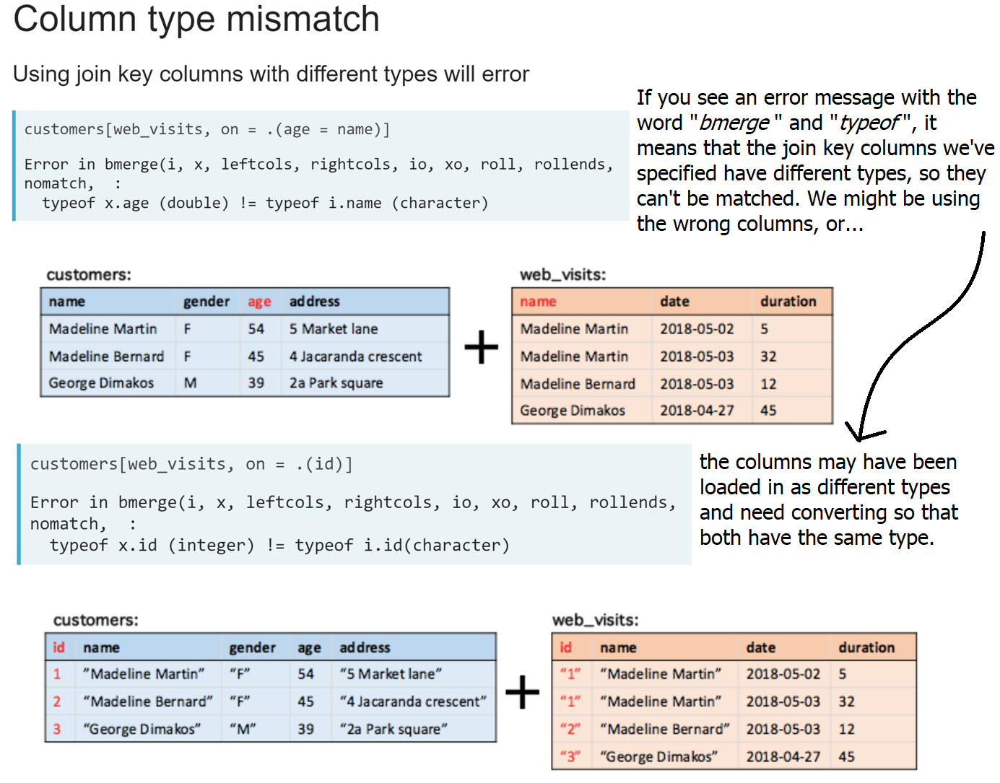 Column type mismatch
Using join key columns with different types will error
customers[web_visits, on = .(age = name)]
Error in bmerge(i, x, leftcols, rightcols, io, xo, roll, rollends,
nomatch,  :
typeof x.age (double) != typeof i.name (character)
If you see an error message with the
word "bmerge " and "typeof ", it
means that the join key columns we've
specified have different types, so they
can't be matched. We might be using
the wrong columns, or...
customers:
name gender age address
Madeline Martin F 54 5 Market lane
Madeline Bernard F 45 4 Jacaranda crescent
George Dimakos M 39 2a Park square
+
web_visits:
name date duration
Madeline Martin 2018-05-02 5
Madeline Martin 2018-05-03 32
Madeline Bernard 2018-05-03 12
George Dimakos 2018-04-27 45
customers[web_visits, on = .(id)]
Error in bmerge(i, x, leftcols, rightcols, io, xo, roll, rollends,
nomatch,  :
typeof x.id (integer) != typeof i.id(character)
the columns may have been
loaded in as different types
and need converting so that
both have the same type.
customers:
id name gender age address
1 ”Madeline Martin” “F” 54 “5 Market lane”
2 “Madeline Bernard” “F” 45 “4 Jacaranda crescent”
3 “George Dimakos” “M” 39 “2a Park square”
+
web_visits:
id name date duration
“1” “Madeline Martin” 2018-05-02 5
“1” “Madeline Martin” 2018-05-03 32
“2” “Madeline Bernard” 2018-05-03 12
“3” “George Dimakos” 2018-04-27 45